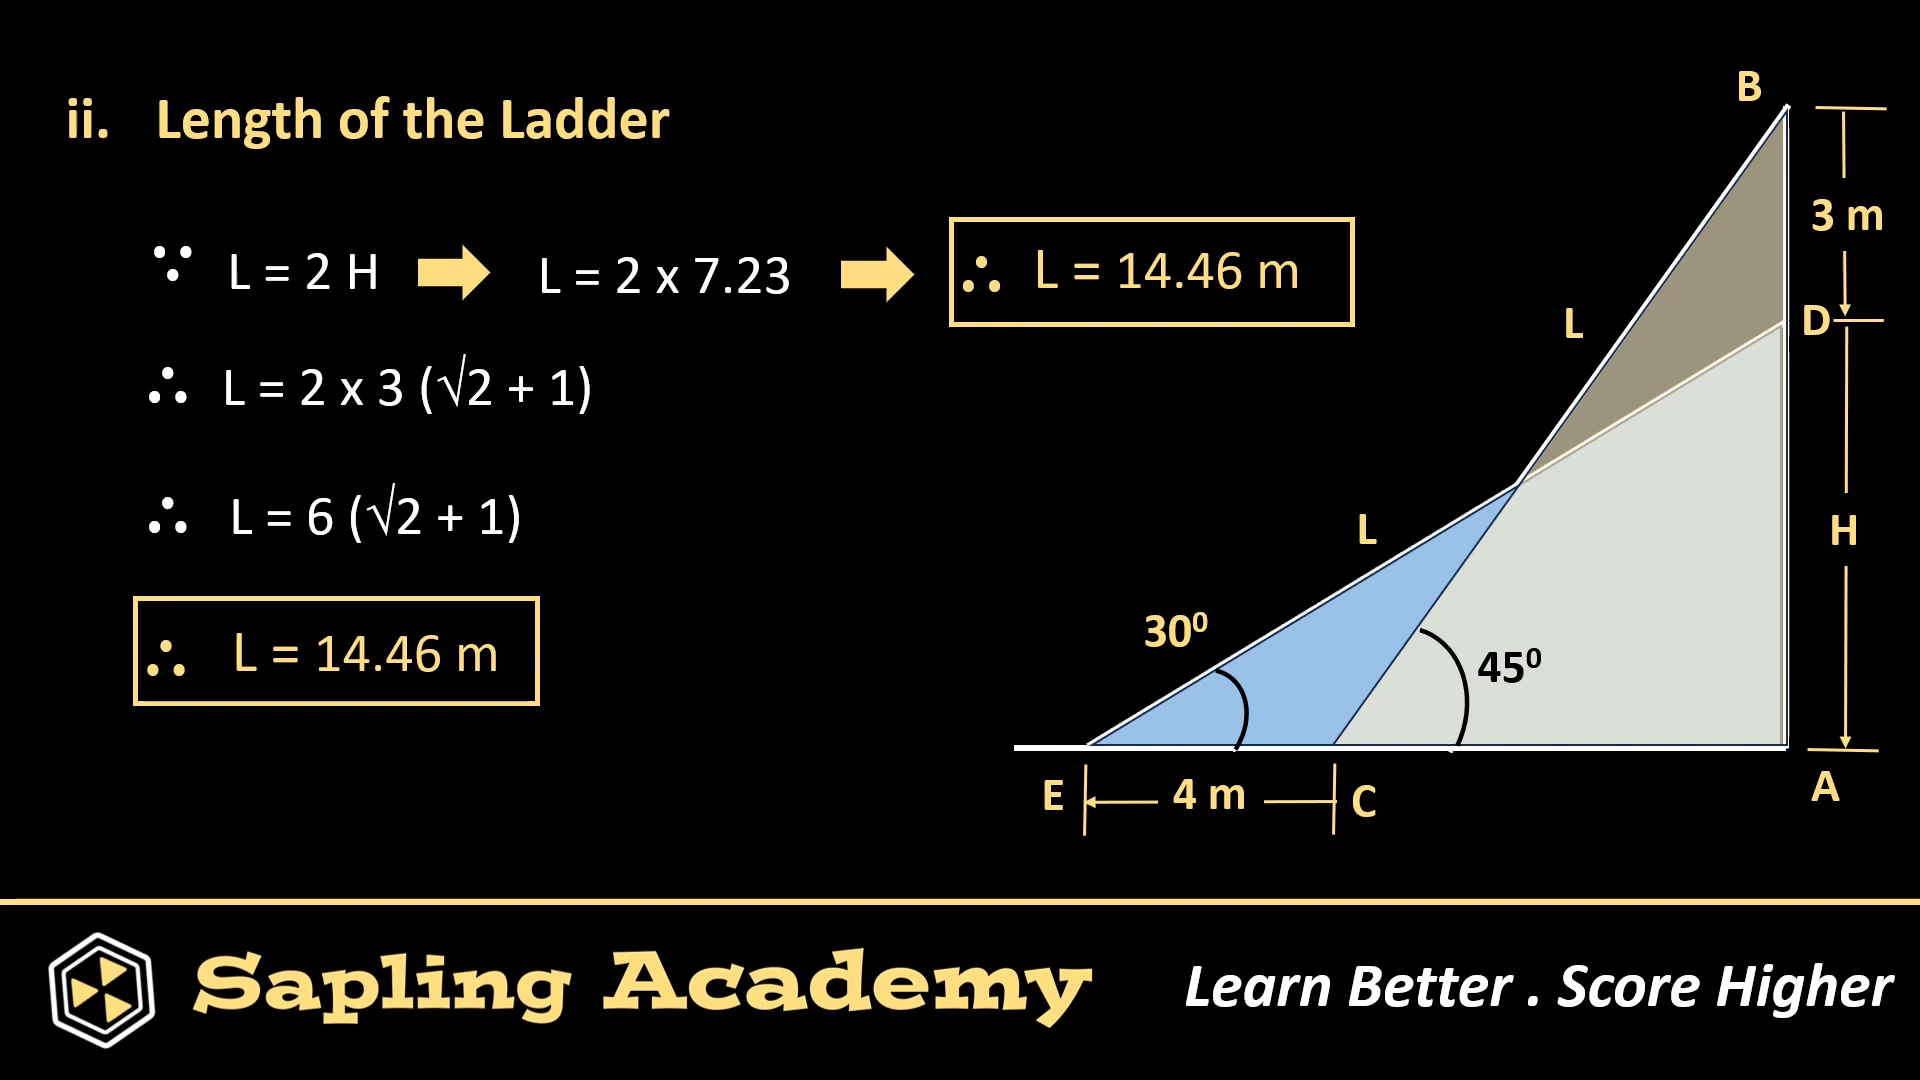 ii. Length of the Ladder
∵ L = 2 H L = 2 x 7.23 ∴ L = 14.46 m
∴ L = 2 x 3 (√2 + 1)
∴ L = 6 (√2 + 1)
∴ L = 14.46 m
B
3 m
L
D
L
H
30⁰
45⁰
E
4 m
C
A
Sapling Academy
Learn Better . Score Higher